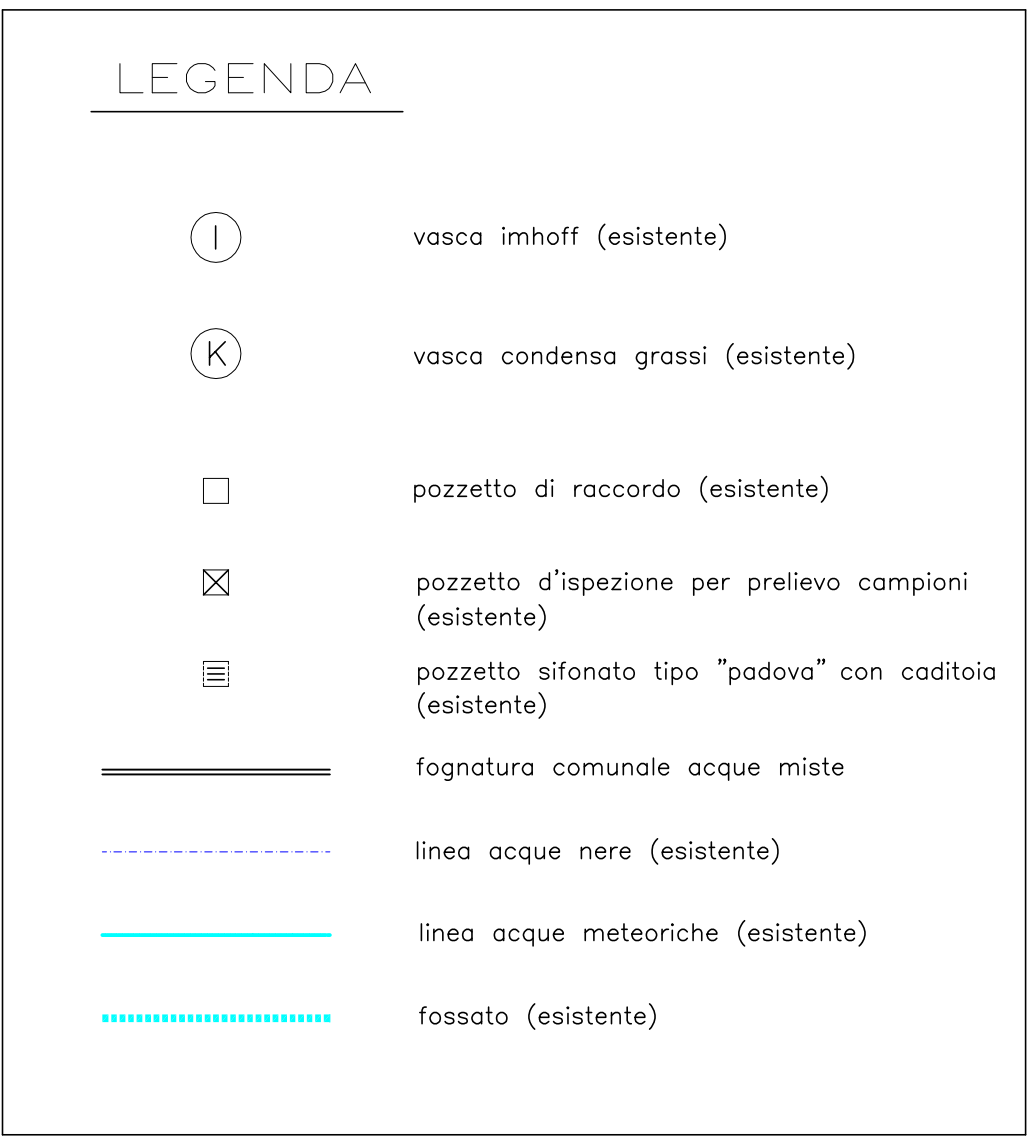 LEGENDA
I vasca imhoff (esistente)
K vasca condensa grassi (esistente)
pozzetto di raccordo (esistente)
pozzetto d'ispezione per prelievo campioni
(esistente)
pozzetto sifonato tipo "padova" con caditoia
(esistente)
fognatura comunale acque miste
linea acque nere (esistente)
linea acque meteoriche (esistente)
fossato (esistente)